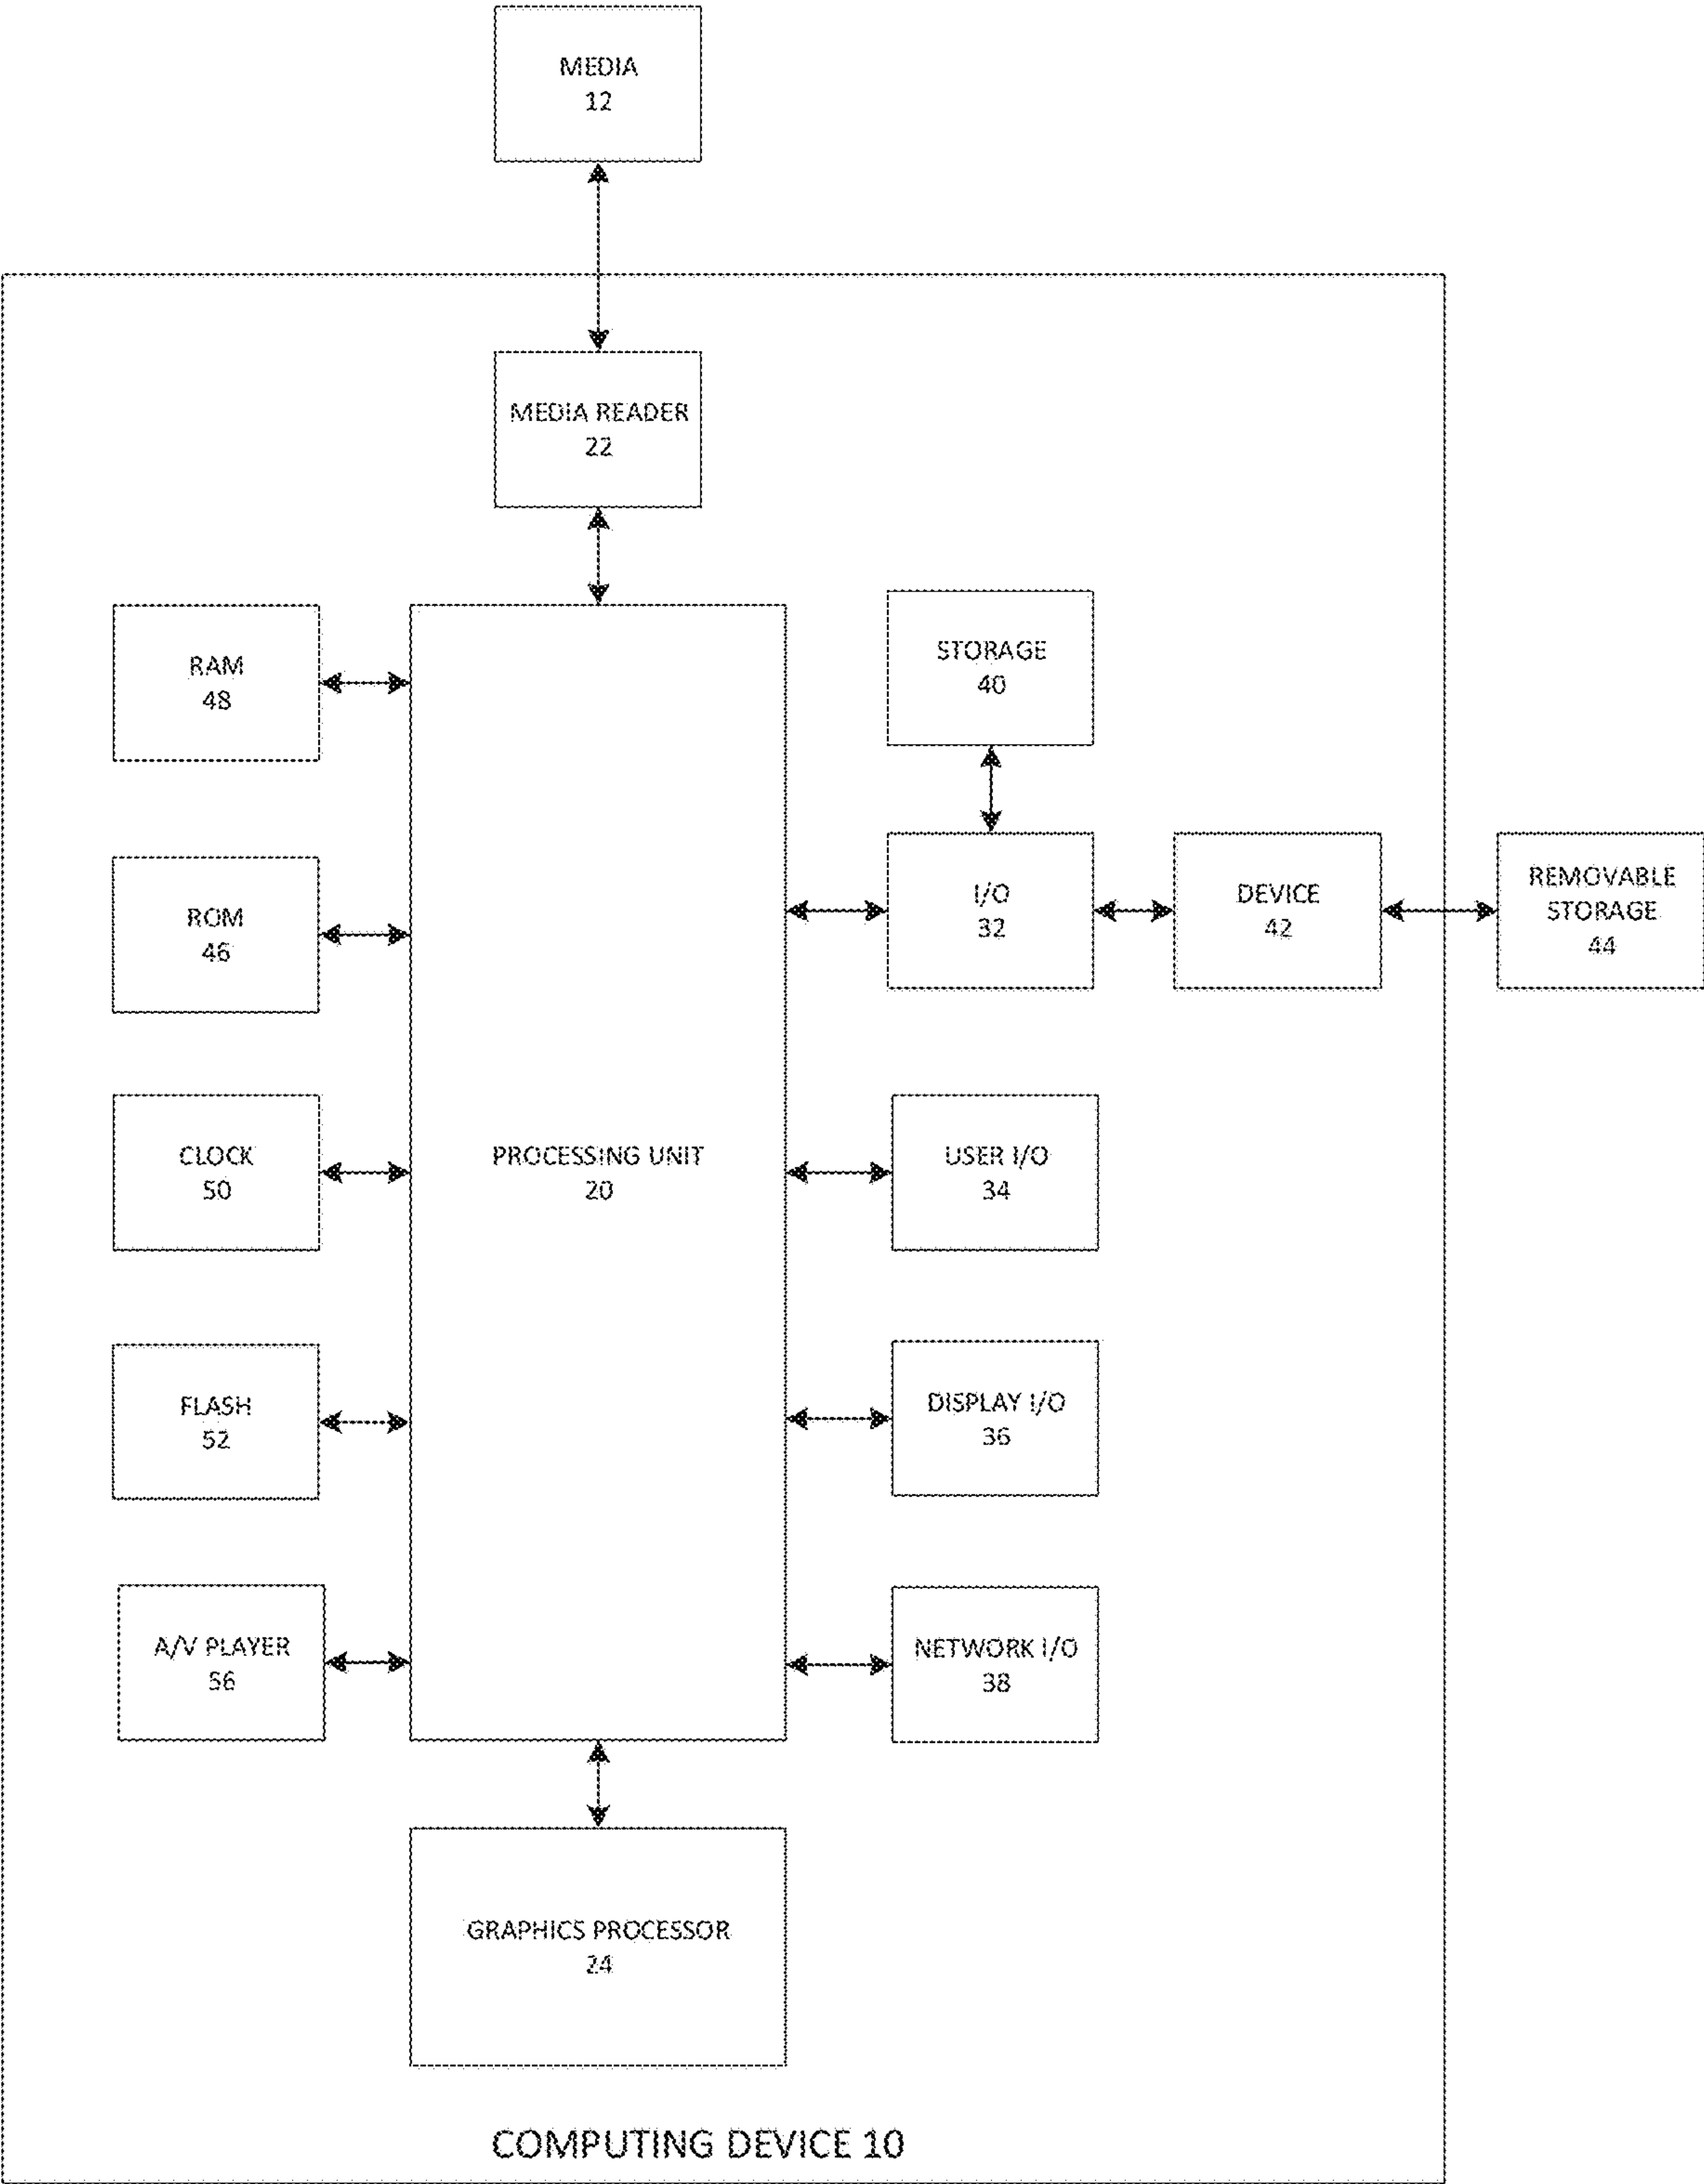 MEDIA
12
MEDIA READER
22
RAM
48
STORAGE
40
ROM
46
I/O
32
DEVICE
42
REMOVABLE
STORAGE
44
CLOCK
50
PROCESSING UNIT
20
USER I/O
34
FLASH
52
DISPLAY I/O
36
A/V PLAYER
56
NETWORK I/O
38
GRAPHICS PROCESSOR
24
COMPUTING DEVICE 10